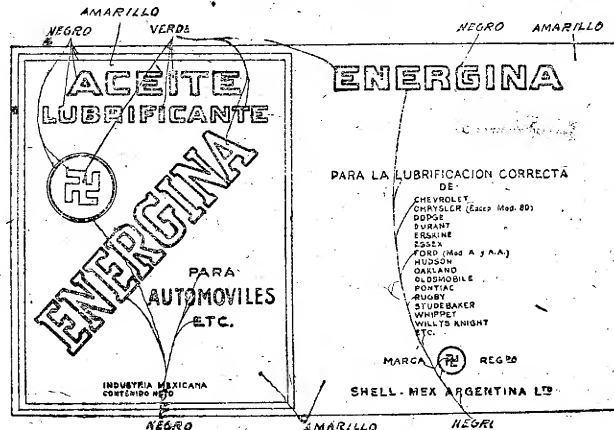 AMARILLO
NEGRO VERDE
NEGRO AMARILLO
ACEITE
LUBRIFICANTE
ENERGINA
PARA
AUTOMOVILES
ETC.
INDUSTRIA MEXICANA
CONTENIDO NETO
ENERGINA
PARA LA LUBRIFICACION CORRECTA
DE:
CHEVROLET
CHRYSLER (Excep Mod. 80)
DODGE
DURANT
ERSKINE
ESSEX
FORD (Mod A y A.A.)
HUDSON
OAKLAND
OLDSMOBILE
PONTIAC
RUGBY
STUDEBAKER
WHIPPET
WILLYS KNIGHT
ETC.
MARCA REGDO
SHELL-MEX ARGENTINA LTD
NEGRO AMARILLO NEGRO